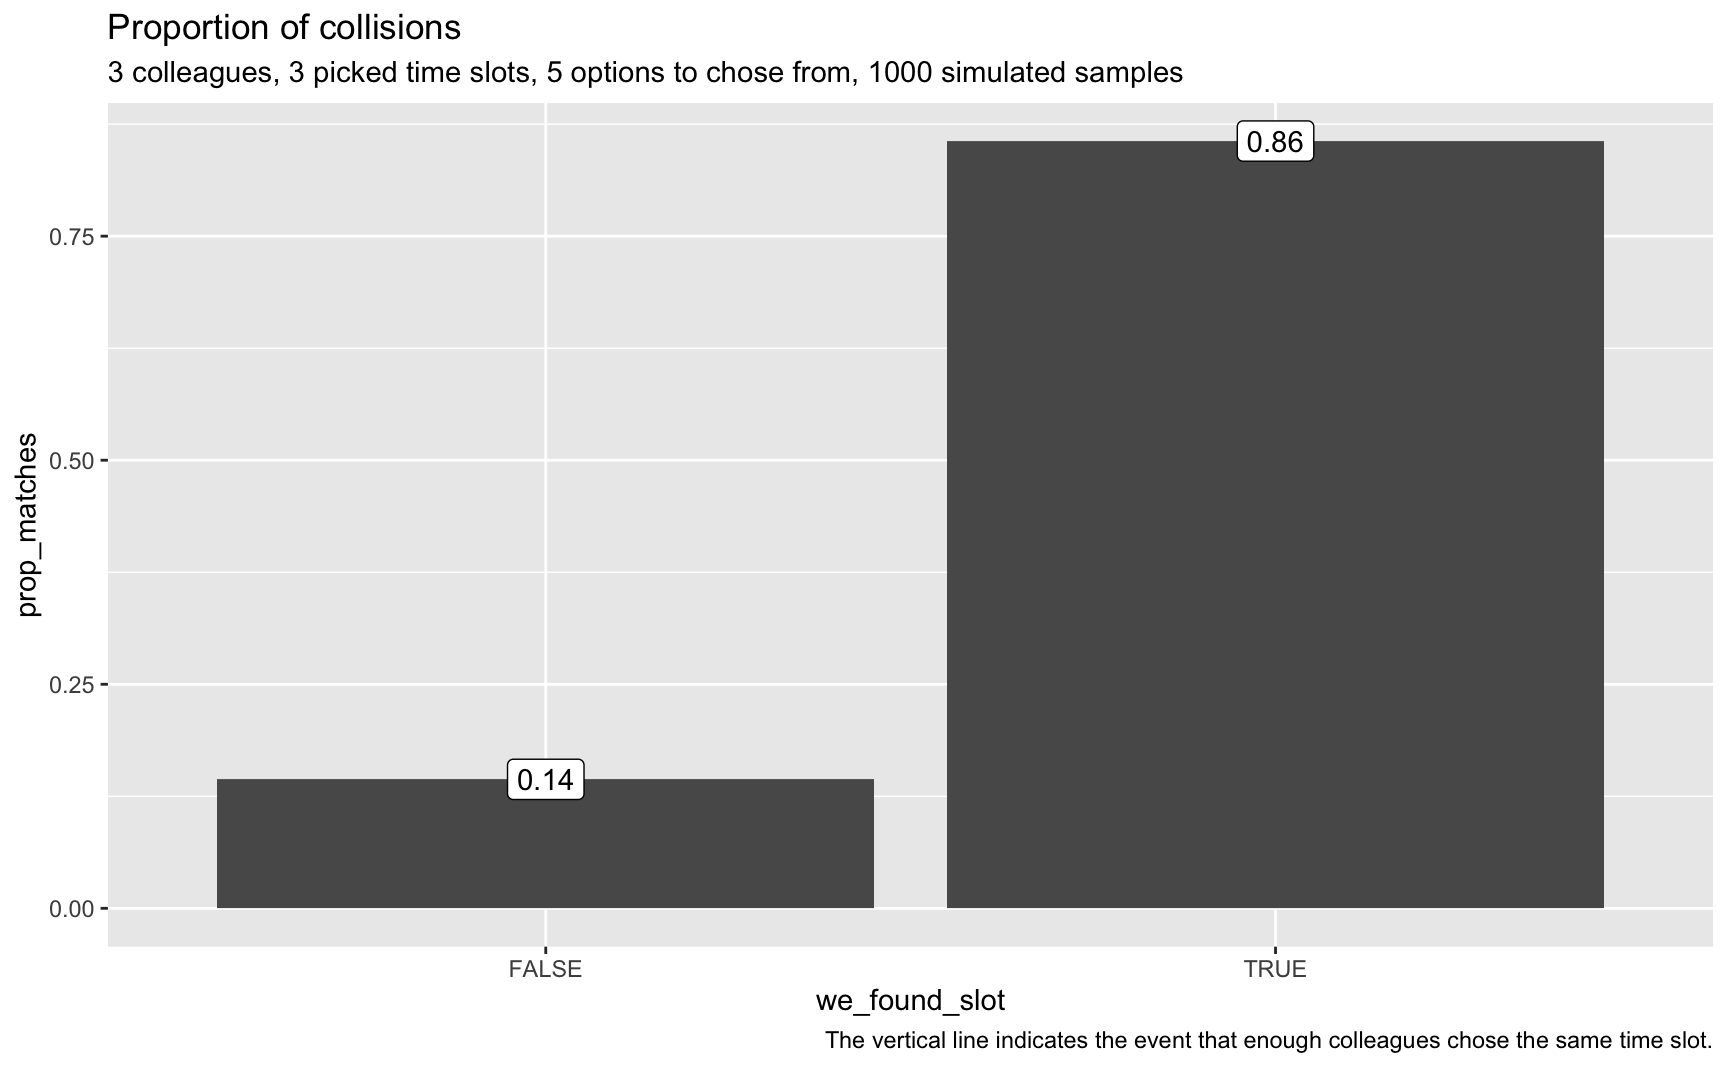 Proportion of collisions
3 colleagues, 3 picked time slots, 5 options to chose from, 1000 simulated samples
prop_matches
0.75
0.50
0.25
0.00
0.14
0.86
FALSE
TRUE
we_found_slot
The vertical line indicates the event that enough colleagues chose the same time slot.